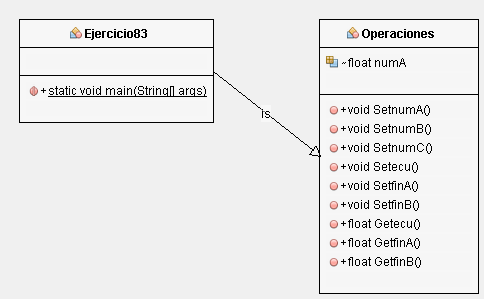 Ejercicio83
+ static void main(String[] args)
is
Operaciones
~float numA
+void SetnumA()
+void SetnumB()
+void SetnumC()
+void Setecu()
+void SetfinA()
+void SetfinB()
+float Getecu()
+float GetfinA()
+float GetfinB()